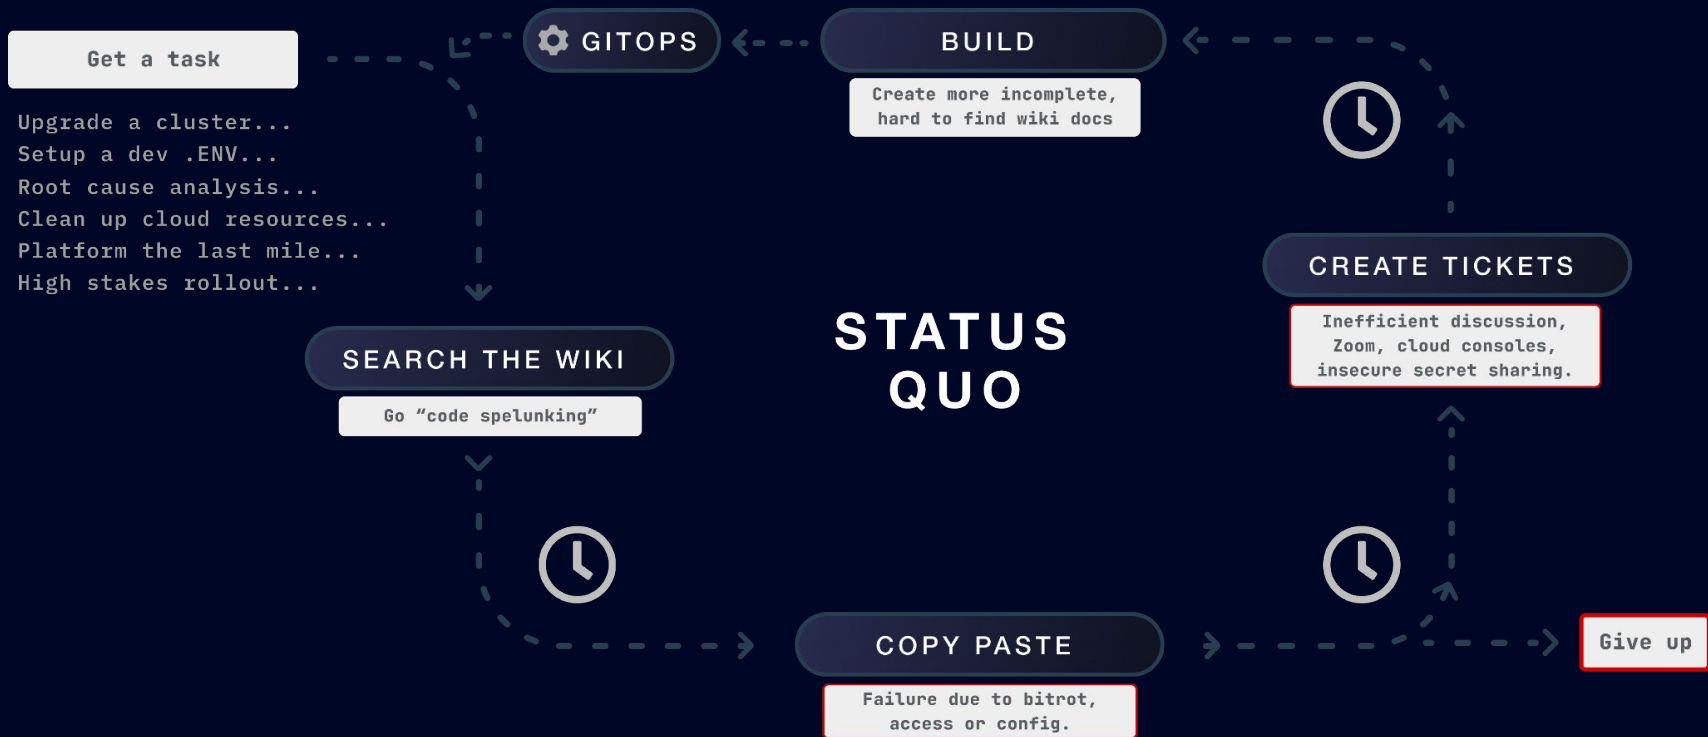 Get a task
Upgrade a cluster...
Setup a dev .ENV...
Root cause analysis...
Clean up cloud resources...
Platform the last mile...
High stakes rollout...
GITOPS
BUILD
Create more incomplete,
hard to find wiki docs
SEARCH THE WIKI
Go “code spelunking”
STATUS
QUO
CREATE TICKETS
Inefficient discussion,
Zoom, cloud consoles,
insecure secret sharing.
COPY PASTE
Failure due to bitrot,
access or config.
Give up